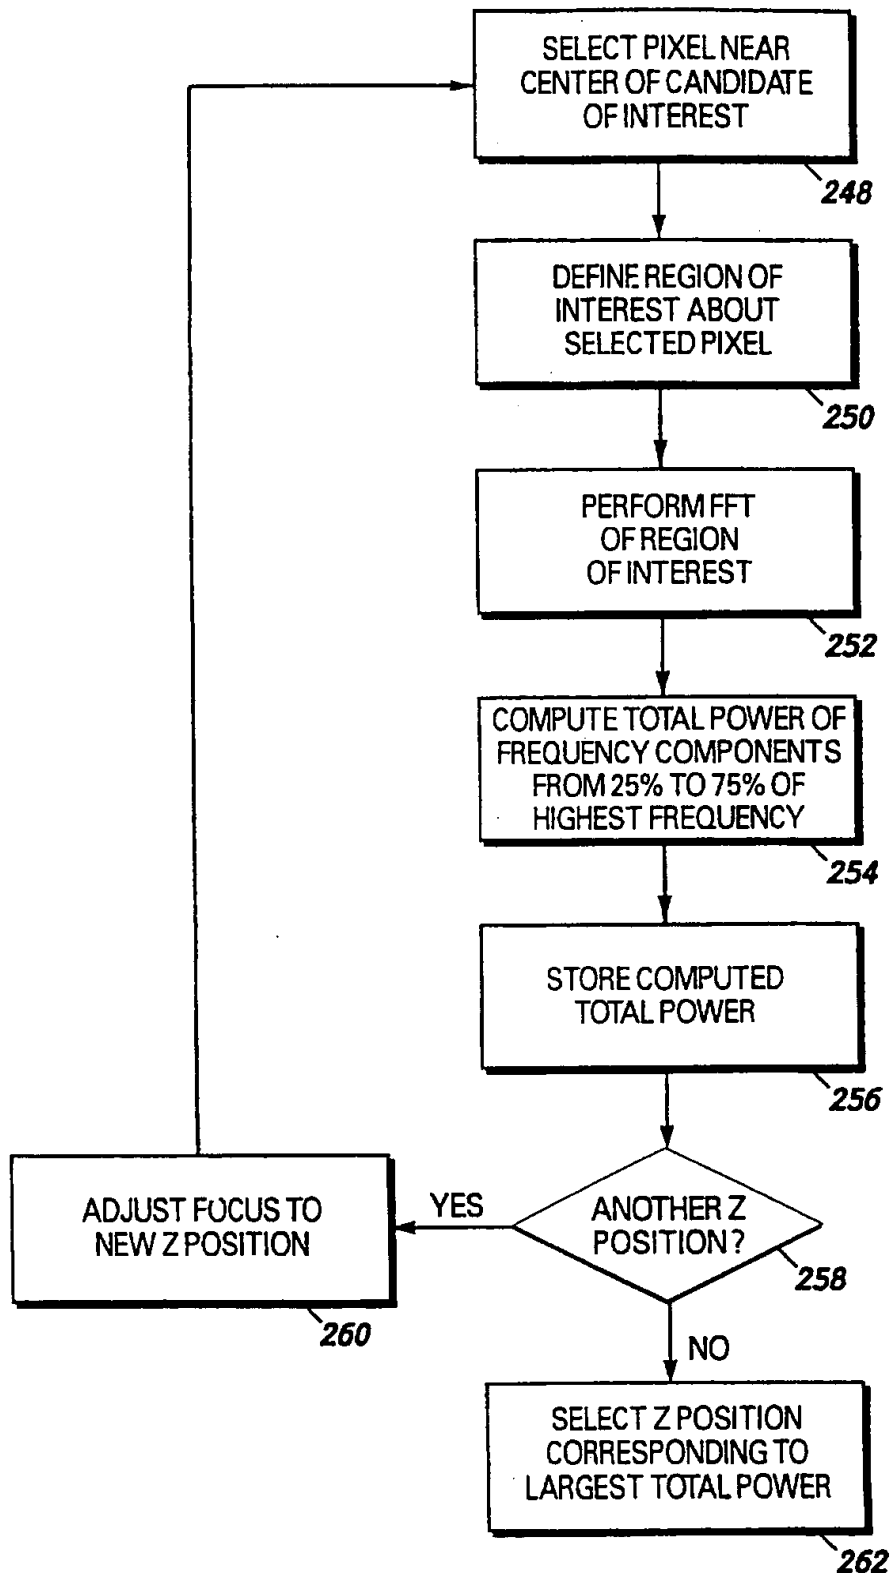 SELECT PIXEL NEAR
CENTER OF CANDIDATE
OF INTEREST
248
DEFINE REGION OF
INTEREST ABOUT
SELECTED PIXEL
250
PERFORM FFT
OF REGION
OF INTEREST
252
COMPUTE TOTAL POWER OF
FREQUENCY COMPONENTS
FROM 25% TO 75% OF
HIGHEST FREQUENCY
254
STORE COMPUTED
TOTAL POWER
256
ANOTHER Z
POSITION?
258
YES
ADJUST FOCUS TO
NEW Z POSITION
260
NO
SELECT Z POSITION
CORRESPONDING TO
LARGEST TOTAL POWER
262